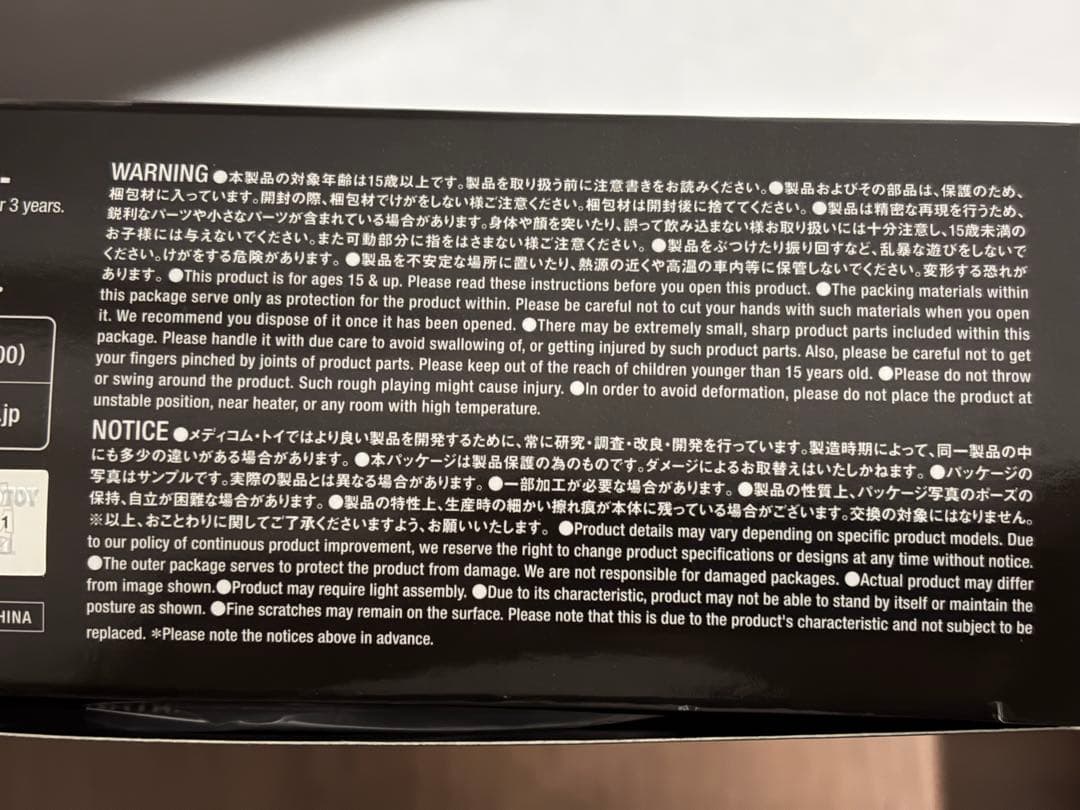 WARNING ●本製品の対象年齢は15歳以上です。製品を取り扱う前に注意書きをお読みください。●製品およびその部品は、保護のため、
梱包材に入っています。開封の際、梱包材でけがをしない様ご注意ください。梱包材は開封後に捨ててください。●製品は精密な再現を行うため、
鋭利なパーツや小さなパーツが含まれている場合があります。身体や顔を突いたり、誤って飲み込まない様お取り扱いには十分注意し、15歳未満の
お子様には与えないでください。また可動部分に指をはさまない様ご注意ください。●製品をぶつけたり振り回すなど、乱暴な遊びをしないで
ください。けがをする危険があります。●製品を不安定な場所に置いたり、熱源の近くや高温の車内等に保管しないでください。変形する恐れが
あります。●This product is for ages 15 & up. Please read these instructions before you open this product. ●The packing materials within
this package serve only as protection for the product within. Please be careful not to cut your hands with such materials when you open
it. We recommend you dispose of it once it has been opened. ●There may be extremely small, sharp product parts included within this
package. Please handle it with due care to avoid swallowing of, or getting injured by such product parts. Also, please be careful not to get
your fingers pinched by joints of product parts. Please keep out of the reach of children younger than 15 years old. ●Please do not throw
or swing around the product. Such rough playing might cause injury. ●In order to avoid deformation, please do not place the product at
unstable position, near heater, or any room with high temperature.
NOTICE ●メディコム・トイではより良い製品を開発するために、常に研究・調査・改良・開発を行っています。製造時期によって、同一製品の中
にも多少の違いがある場合があります。●本パッケージは製品保護の為のものです。ダメージによるお取替えはいたしかねます。●パッケージの
写真はサンプルです。実際の製品とは異なる場合があります。●一部加工が必要な場合があります。●製品の性質上、パッケージ写真のポーズの
保持、自立が困難な場合があります。●製品の特性上、生産時の細かい擦れ痕が本体に残っている場合がございます。交換の対象にはなりません。
※以上、おことわりに関してご了承くださいますよう、お願いいたします。●Product details may vary depending on specific product models. Due
to our policy of continuous product improvement, we reserve the right to change product specifications or designs at any time without notice.
●The outer package serves to protect the product from damage. We are not responsible for damaged packages. ●Actual product may differ
from image shown.●Product may require light assembly. ●Due to its characteristic, product may not be able to stand by itself or maintain the
posture as shown. ●Fine scratches may remain on the surface. Please note that this is due to the product's characteristic and not subject to be
replaced. ＊Please note the notices above in advance.
r 3 years.
00)
.jp
TOY
1
HINA